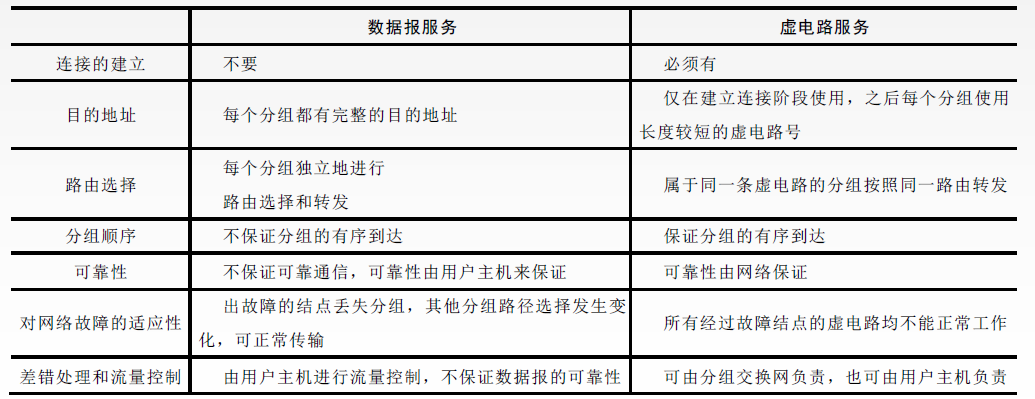 数据报服务 虚电路服务
连接的建立 不要 必须有
目的地址 每个分组都有完整的目的地址 仅在建立连接阶段使用，之后每个分组使用
长度较短的虚电路号
路由选择 每个分组独立地进行
路由选择和转发 属于同一条虚电路的分组按照同一路由转发
分组顺序 不保证分组的有序到达 保证分组的有序到达
可靠性 不保证可靠通信，可靠性由用户主机来保证 可靠性由网络保证
对网络故障的适应性 出故障的结点丢失分组，其他分组路径选择发生变
化，可正常传输 所有经过故障结点的虚电路均不能正常工作
差错处理和流量控制 由用户主机进行流量控制，不保证数据报的可靠性 可由分组交换网负责，也可由用户主机负责